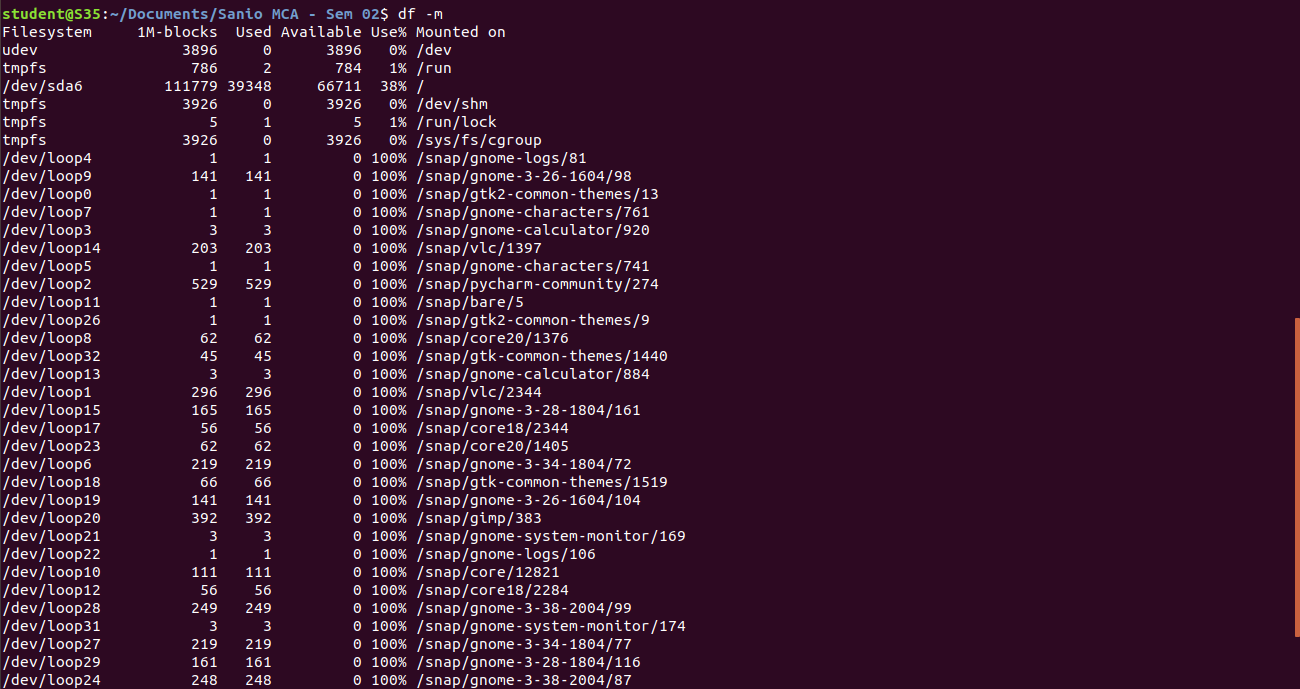 student@S35:~/Documents/Sanio MCA - Sem 02$ df -m
Filesystem     1M-blocks  Used Available Use% Mounted on
udev                3896     0      3896   0% /dev
tmpfs                786     2       784   1% /run
/dev/sda6         111779 39348     66711  38% /
tmpfs               3926     0      3926   0% /dev/shm
tmpfs                  5     1         5   1% /run/lock
tmpfs               3926     0      3926   0% /sys/fs/cgroup
/dev/loop4             1     1         0 100% /snap/gnome-logs/81
/dev/loop9           141   141         0 100% /snap/gnome-3-26-1604/98
/dev/loop0             1     1         0 100% /snap/gtk2-common-themes/13
/dev/loop7             1     1         0 100% /snap/gnome-characters/761
/dev/loop3             3     3         0 100% /snap/gnome-calculator/920
/dev/loop14          203   203         0 100% /snap/vlc/1397
/dev/loop5             1     1         0 100% /snap/gnome-characters/741
/dev/loop2           529   529         0 100% /snap/pycharm-community/274
/dev/loop11            1     1         0 100% /snap/bare/5
/dev/loop26            1     1         0 100% /snap/gtk2-common-themes/9
/dev/loop8            62    62         0 100% /snap/core20/1376
/dev/loop32           45    45         0 100% /snap/gtk-common-themes/1440
/dev/loop13            3     3         0 100% /snap/gnome-calculator/884
/dev/loop1           296   296         0 100% /snap/vlc/2344
/dev/loop15          165   165         0 100% /snap/gnome-3-28-1804/161
/dev/loop17           56    56         0 100% /snap/core18/2344
/dev/loop23           62    62         0 100% /snap/core20/1405
/dev/loop6           219   219         0 100% /snap/gnome-3-34-1804/72
/dev/loop18           66    66         0 100% /snap/gtk-common-themes/1519
/dev/loop19          141   141         0 100% /snap/gnome-3-26-1604/104
/dev/loop20          392   392         0 100% /snap/gimp/383
/dev/loop21            3     3         0 100% /snap/gnome-system-monitor/169
/dev/loop22            1     1         0 100% /snap/gnome-logs/106
/dev/loop10          111   111         0 100% /snap/core/12821
/dev/loop12           56    56         0 100% /snap/core18/2284
/dev/loop28          249   249         0 100% /snap/gnome-3-38-2004/99
/dev/loop31            3     3         0 100% /snap/gnome-system-monitor/174
/dev/loop27          219   219         0 100% /snap/gnome-3-34-1804/77
/dev/loop29          161   161         0 100% /snap/gnome-3-28-1804/116
/dev/loop24          248   248         0 100% /snap/gnome-3-38-2004/87